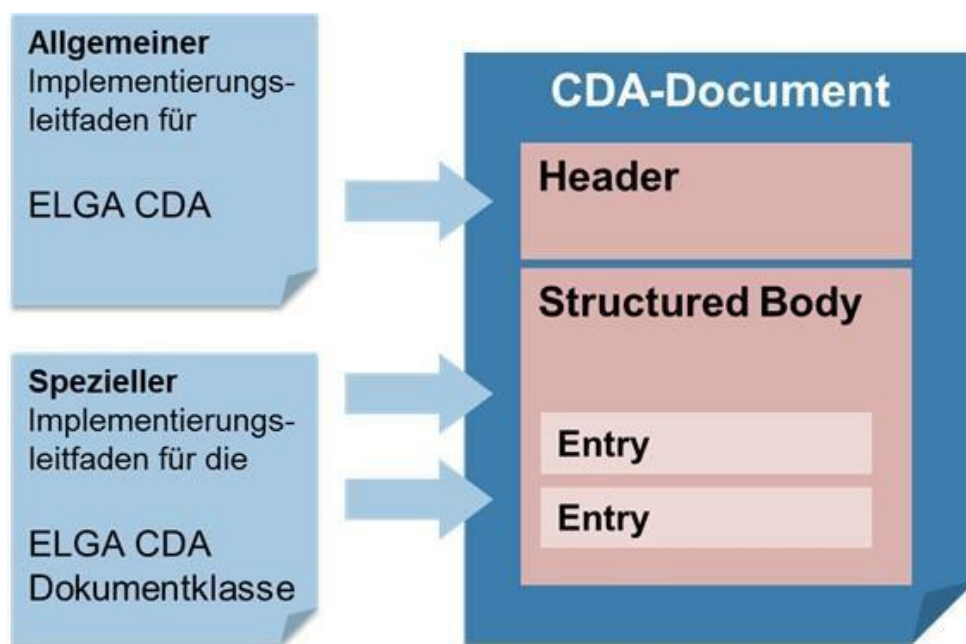 Allgemeiner
Implementierungs-
leitfaden für
ELGA CDA
Spezieller
Implementierungs-
leitfaden für die
ELGA CDA
Dokumentklasse
CDA-Document
Header
Structured Body
Entry
Entry